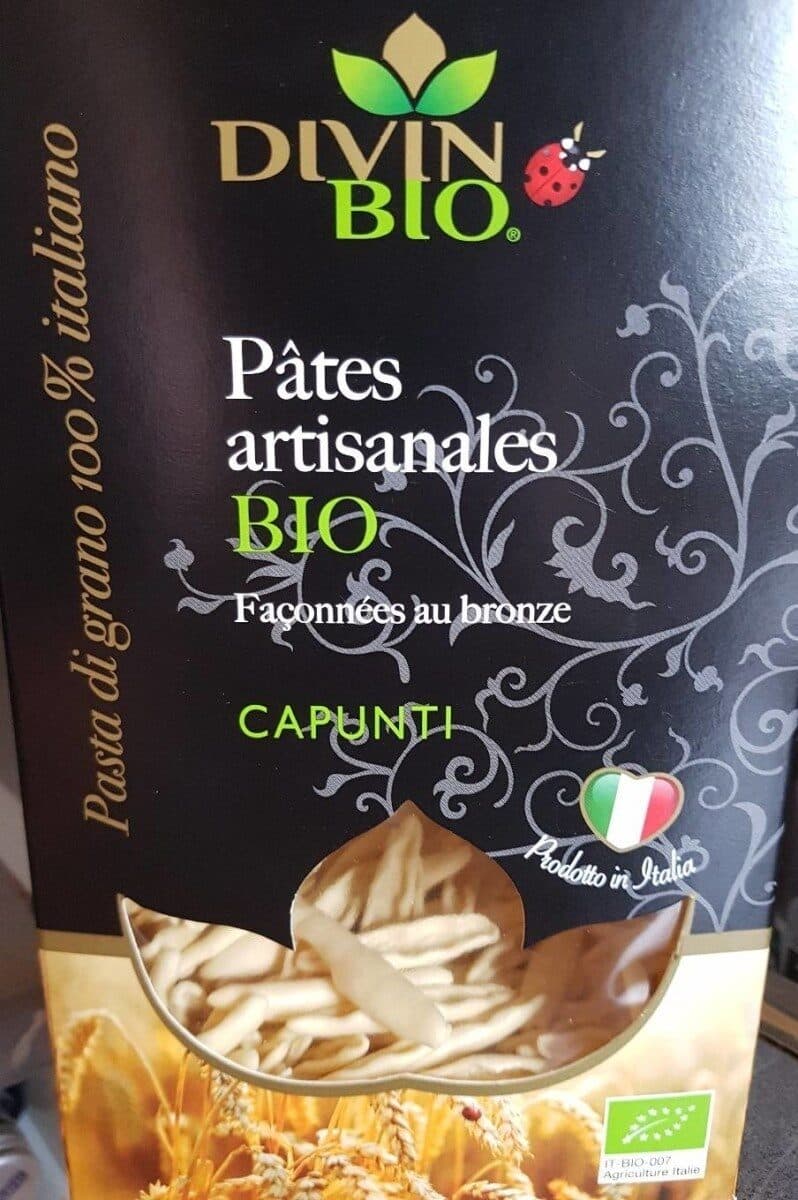 DIVIN
BIO®
Pasta di grano 100% italiano
Pâtes
artisanales
BIO
Façonnées au bronze
CAPUNTI
Prodotto in Italia
IT-BIO-007
Agriculture Italie